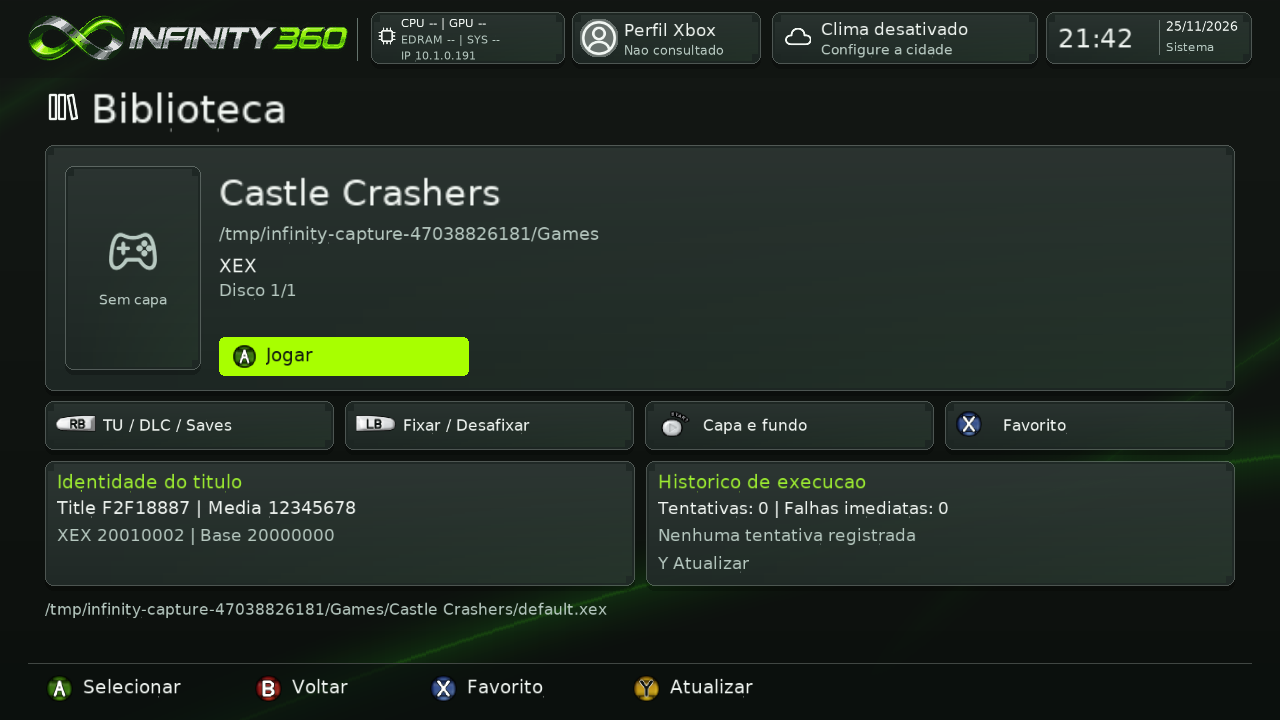 INFINITY 360
CPU -- | GPU --
EDRAM -- | SYS --
IP 10.1.0.191
Perfil Xbox
Nao consultado
Clima desativado
Configure a cidade
21:42
25/11/2026
Sistema
Biblioteca
Sem capa
Castle Crashers
/tmp/infinity-capture-47038826181/Games
XEX
Disco 1/1
A Jogar
RB TU / DLC / Saves
LB Fixar / Desafixar
START Capa e fundo
X Favorito
Identidade do titulo
Title F2F18887 | Media 12345678
XEX 20010002 | Base 20000000
Historico de execucao
Tentativas: 0 | Falhas imediatas: 0
Nenhuma tentativa registrada
Y Atualizar
/tmp/infinity-capture-47038826181/Games/Castle Crashers/default.xex
A Selecionar
B Voltar
X Favorito
Y Atualizar